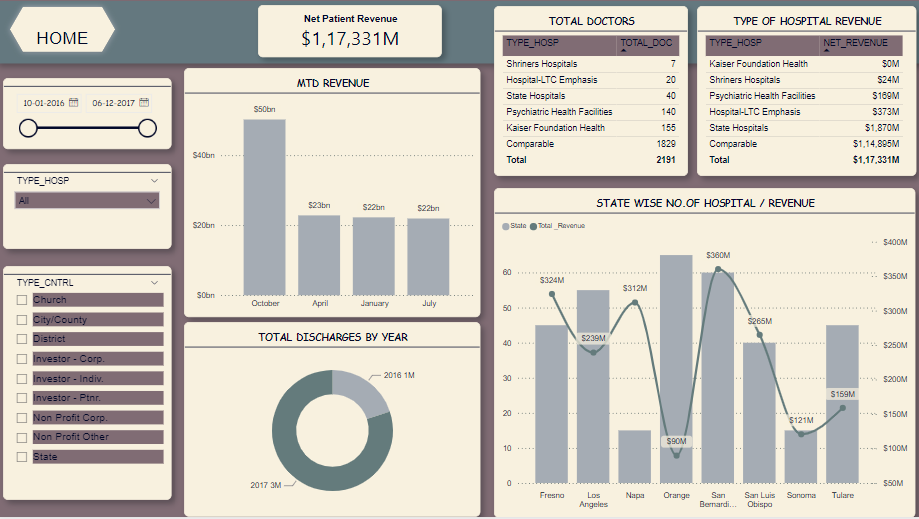 HOME
Net Patient Revenue
$1,17,331M
10-01-2016 06-12-2017
TYPE_HOSP
All
TYPE_CNTRL
Church
City/County
District
Investor - Corp.
Investor - Indiv.
Investor - Ptnr.
Non Profit Corp.
Non Profit Other
State
MTD REVENUE
$50bn
$40bn
$23bn
$22bn
$22bn
$20bn
$0bn
October April January July
TOTAL DISCHARGES BY YEAR
2016 1M
2017 3M
TOTAL DOCTORS
TYPE_HOSP TOTAL_DOC
Shriners Hospitals 7
Hospital-LTC Emphasis 20
State Hospitals 40
Psychiatric Health Facilities 140
Kaiser Foundation Health 155
Comparable 1829
Total 2191
TYPE OF HOSPITAL REVENUE
TYPE_HOSP NET_REVENUE
Kaiser Foundation Health $0M
Shriners Hospitals $24M
Psychiatric Health Facilities $169M
Hospital-LTC Emphasis $373M
State Hospitals $1,870M
Comparable $1,14,895M
Total $1,17,331M
STATE WISE NO.OF HOSPITAL / REVENUE
State Total _Revenue
$400M
60 $350M
50 $300M
40 $250M
30 $200M
20 $150M
10 $100M
0 $50M
$324M
$239M
$312M
$90M
$360M
$265M
$121M
$159M
Fresno Los Angeles Napa Orange San Bernardi... San Luis Obispo Sonoma Tulare